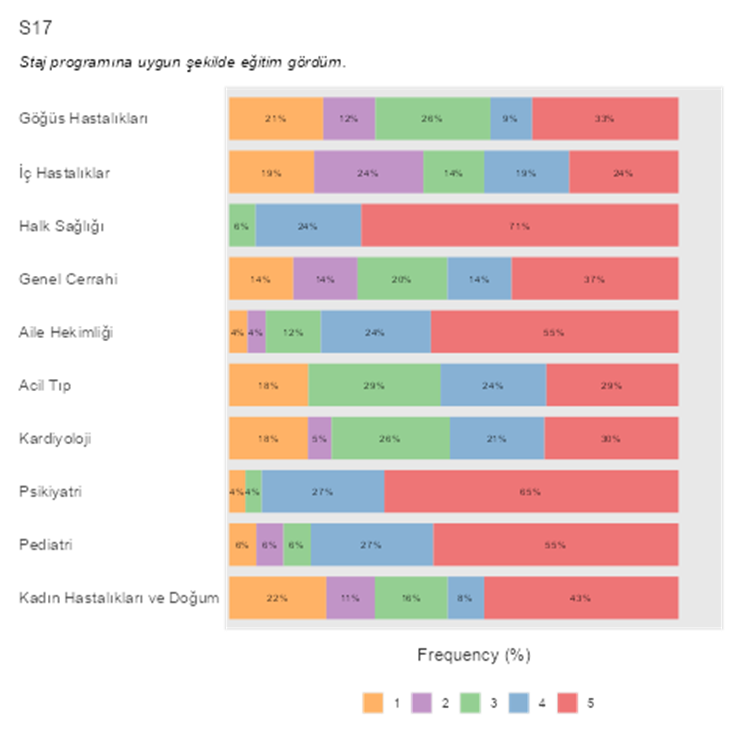 S17
Staj programına uygun şekilde eğitim gördüm.
Göğüs Hastalıkları 21% 12% 26% 9% 33%
İç Hastalıklar 19% 24% 14% 19% 24%
Halk Sağlığı 6% 24% 71%
Genel Cerrahi 14% 14% 20% 14% 37%
Aile Hekimliği 4% 4% 12% 24% 55%
Acil Tıp 18% 29% 24% 29%
Kardiyoloji 18% 5% 26% 21% 30%
Psikiyatri 4% 4% 27% 65%
Pediatri 6% 6% 6% 27% 55%
Kadın Hastalıkları ve Doğum 22% 11% 16% 8% 43%
Frequency (%)
1 2 3 4 5